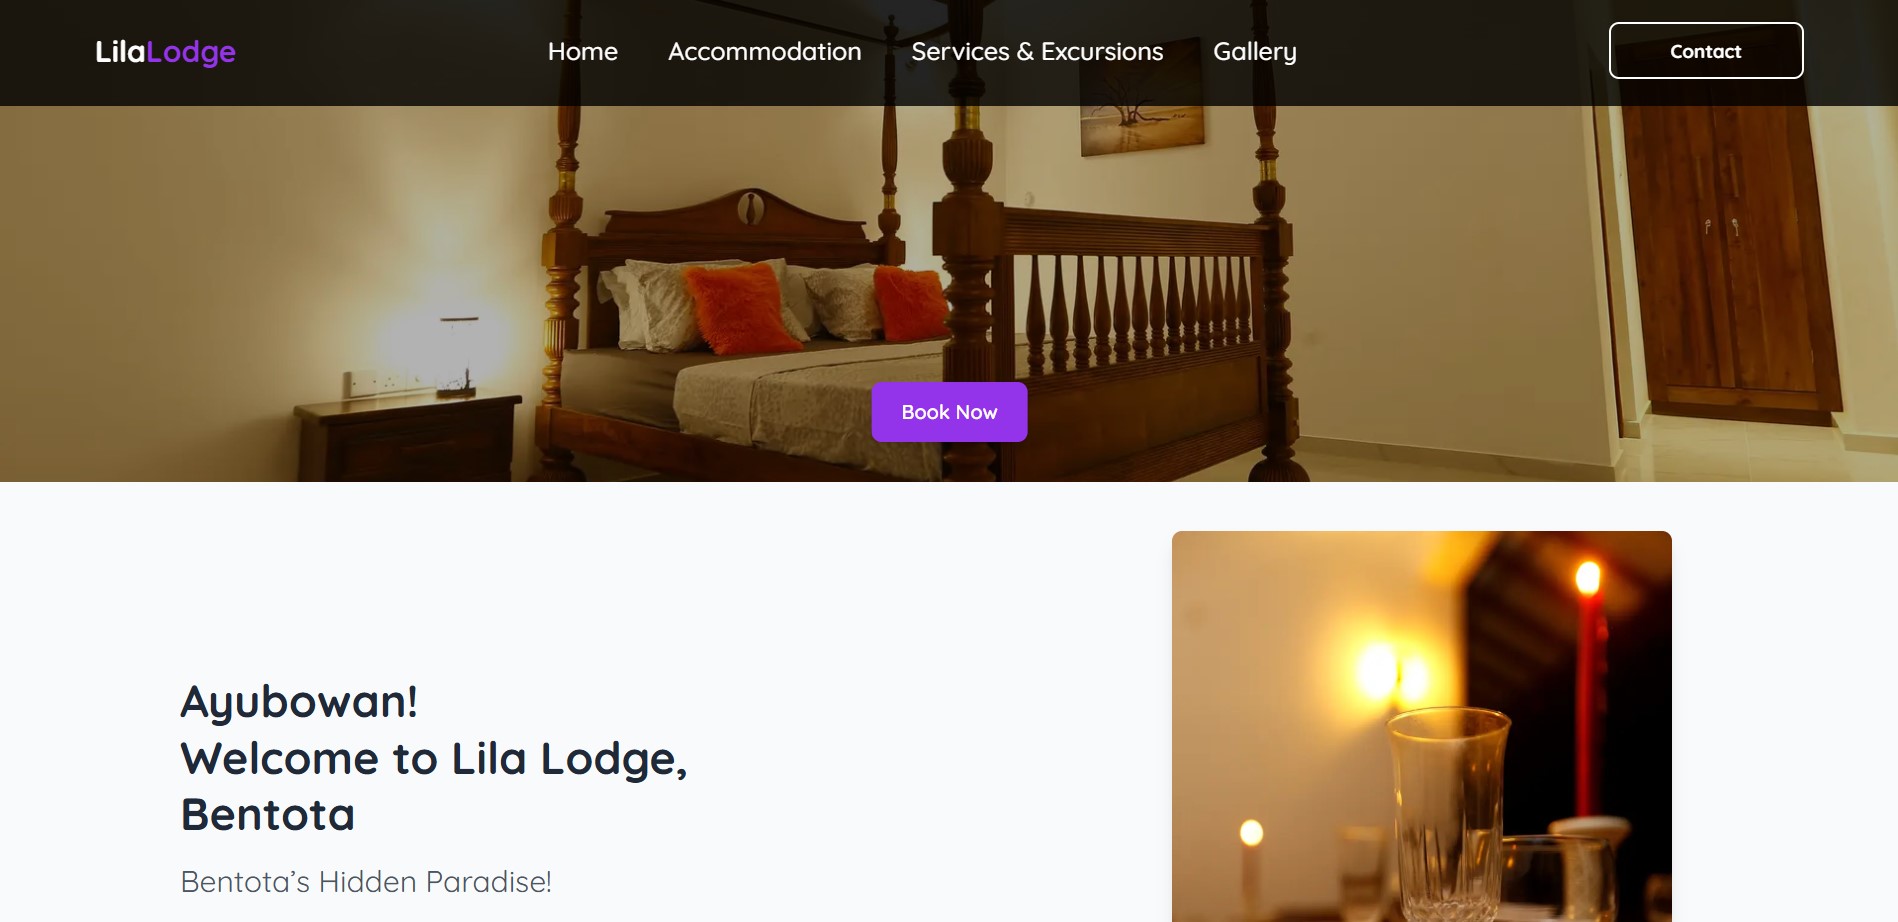 LilaLodge
Home
Accommodation
Services & Excursions
Gallery
Contact
Book Now
Ayubowan!
Welcome to Lila Lodge,
Bentota
Bentota’s Hidden Paradise!